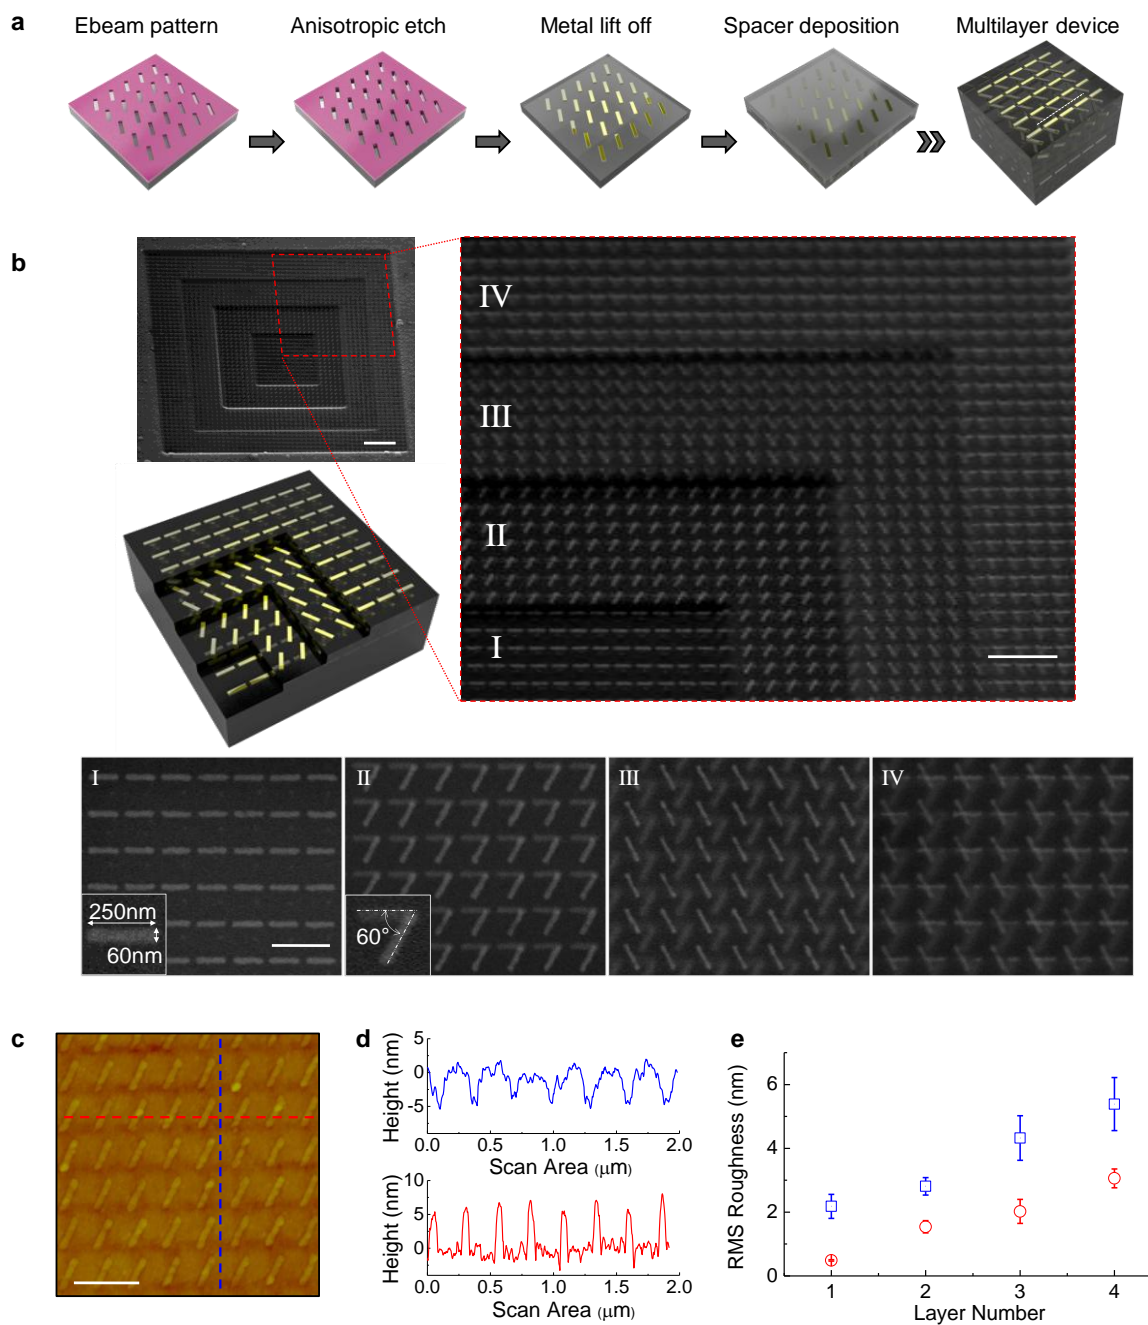 a
Ebeam pattern
Anisotropic etch
Metal lift off
Spacer deposition
Multilayer device
b
IV
III
II
I
I
250nm
60nm
II
60°
III
IV
c
d
Height (nm)
5
0
-5
0.0 0.5 1.0 1.5 2.0
Scan Area (μm)
Height (nm)
10
5
0
0.0 0.5 1.0 1.5 2.0
Scan Area (μm)
e
RMS Roughness (nm)
6
4
2
0
1 2 3 4
Layer Number